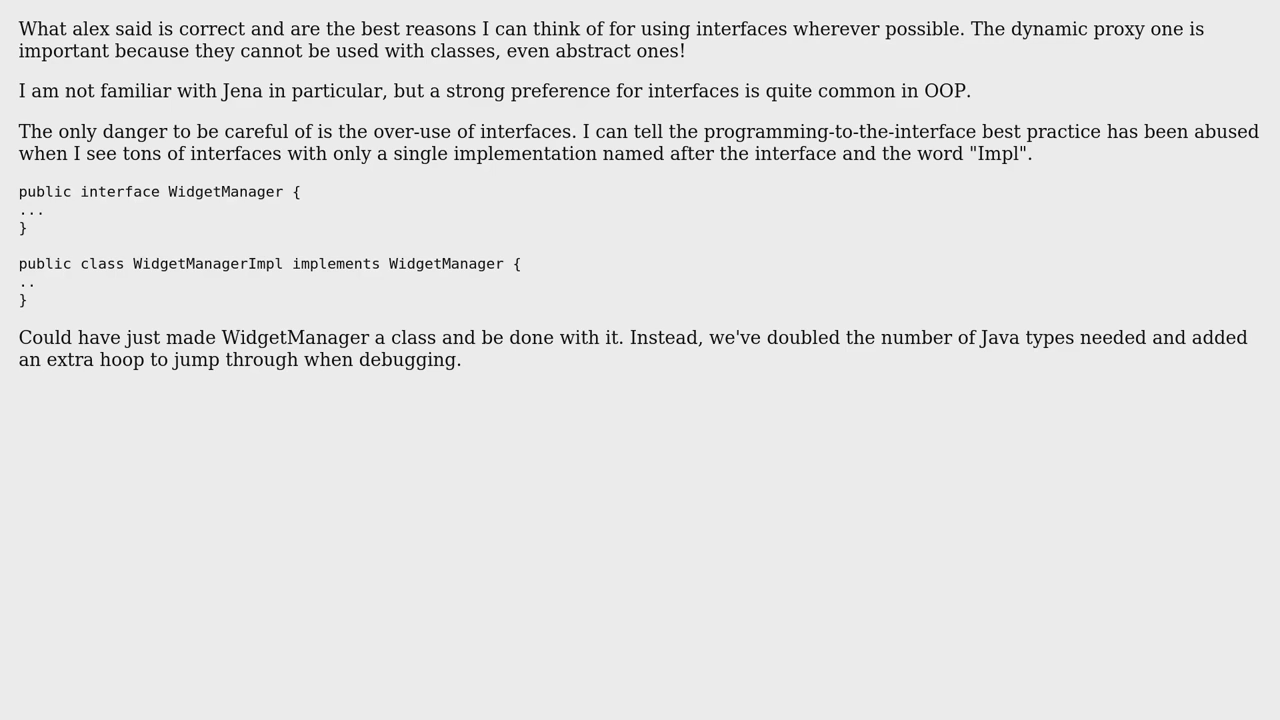 What alex said is correct and are the best reasons I can think of for using interfaces wherever possible. The dynamic proxy one is
important because they cannot be used with classes, even abstract ones!
I am not familiar with Jena in particular, but a strong preference for interfaces is quite common in OOP.
The only danger to be careful of is the over-use of interfaces. I can tell the programming-to-the-interface best practice has been abused
when I see tons of interfaces with only a single implementation named after the interface and the word "Impl".
public interface WidgetManager {
...
}
public class WidgetManagerImpl implements WidgetManager {
..
}
Could have just made WidgetManager a class and be done with it. Instead, we've doubled the number of Java types needed and added
an extra hoop to jump through when debugging.